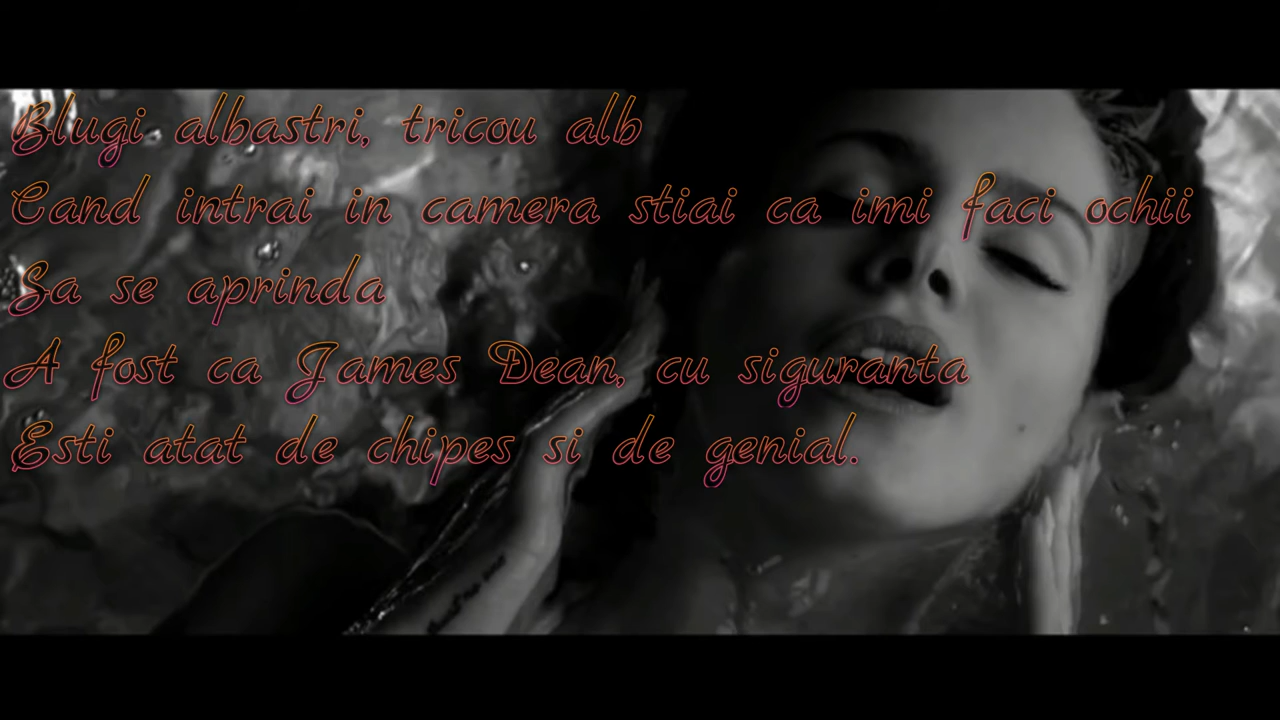 Blugi albastri, tricou alb
Cand intrai in camera stiai ca imi faci ochii
Sa se aprinda
A fost ca James Dean, cu siguranta
Esti atat de chipes si de genial.